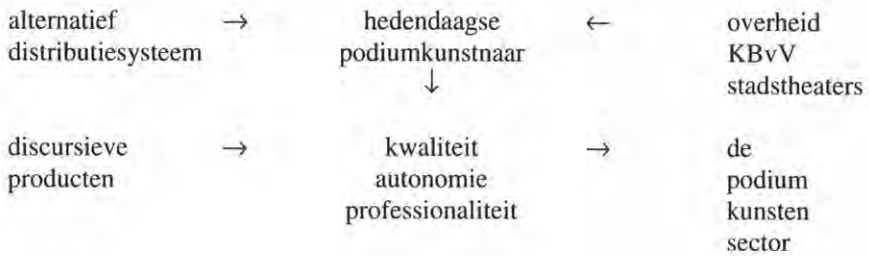 alternatief → hedendaagse ← overheid
distributiesysteem podiumkunstnaar KBvV
↓ stadstheaters
discursieve → kwaliteit → de
producten autonomie podium
professionaliteit kunsten
sector